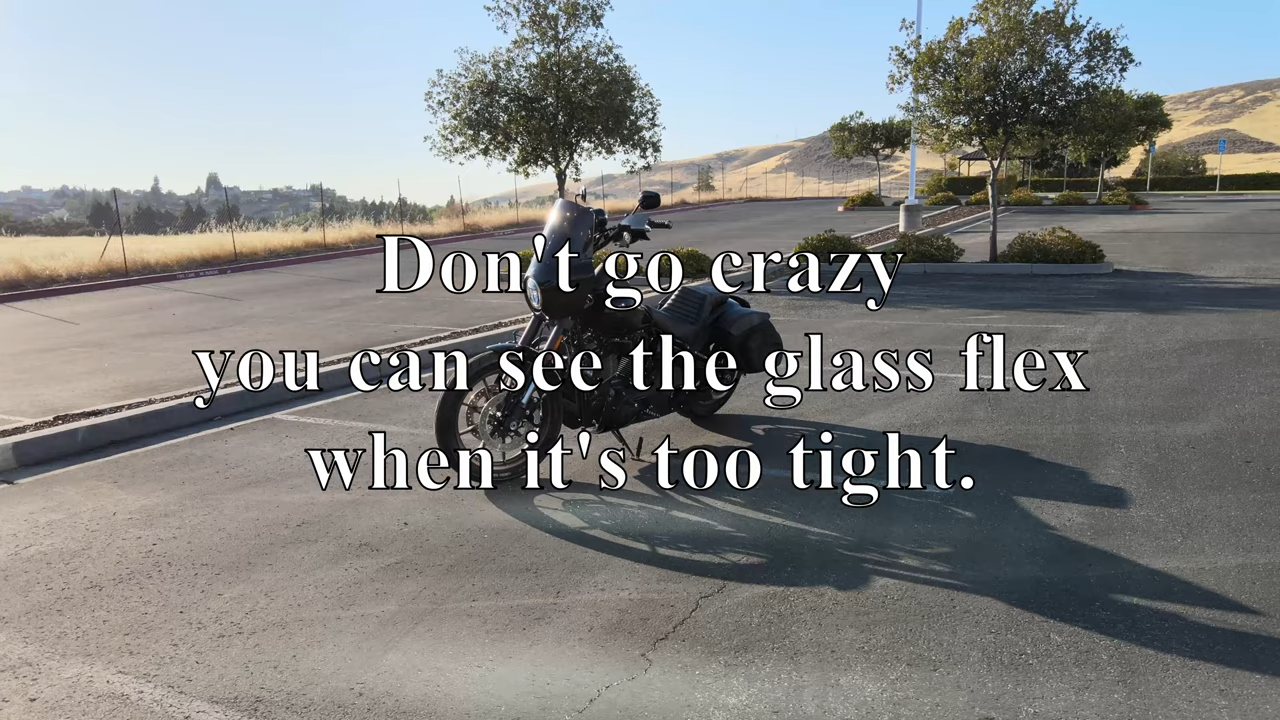 Don't go crazy
you can see the glass flex
when it's too tight.